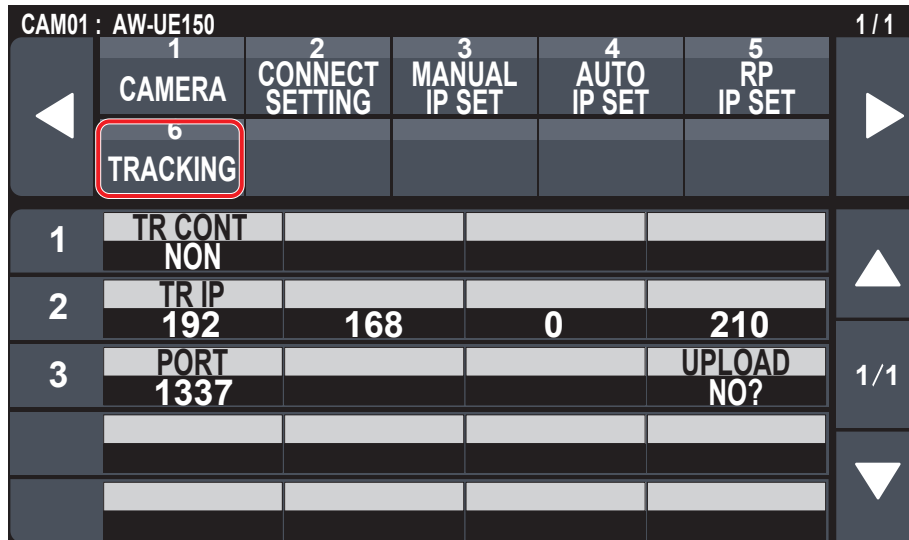 CAM01 : AW-UE150 1 / 1
1 2 3 4 5
CAMERA CONNECT SETTING MANUAL IP SET AUTO IP SET RP IP SET
6
TRACKING
1 TR CONT
NON
2 TR IP
192 168 0 210
3 PORT UPLOAD
1337 NO?
1/1